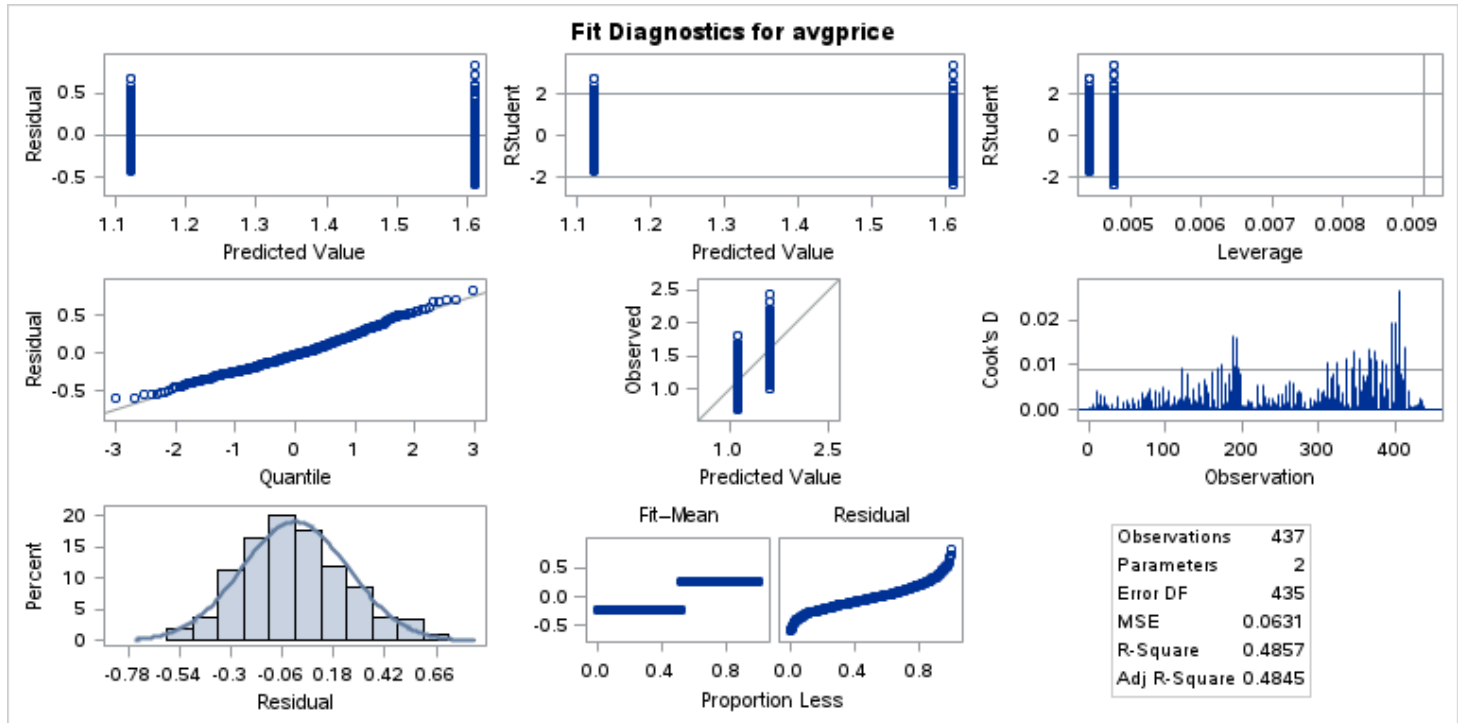 Fit Diagnostics for avgprice
Residual
0.5
0.0
-0.5
1.1 1.2 1.3 1.4 1.5 1.6
Predicted Value
RStudent
2
0
-2
1.1 1.2 1.3 1.4 1.5 1.6
Predicted Value
RStudent
2
0
-2
0.005 0.006 0.007 0.008 0.009
Leverage
Residual
0.5
0.0
-0.5
-3 -2 -1 0 1 2 3
Quantile
Observed
2.5
2.0
1.5
1.0
1.0 2.5
Predicted Value
Cook's D
0.02
0.01
0.00
0 100 200 300 400
Observation
Percent
20
15
10
5
0
-0.78 -0.54 -0.3 -0.06 0.18 0.42 0.66
Residual
Fit–Mean Residual
0.5
0.0
-0.5
0.0 0.4 0.8 0.0 0.4 0.8
Proportion Less
Observations 437
Parameters 2
Error DF 435
MSE 0.0631
R-Square 0.4857
Adj R-Square 0.4845